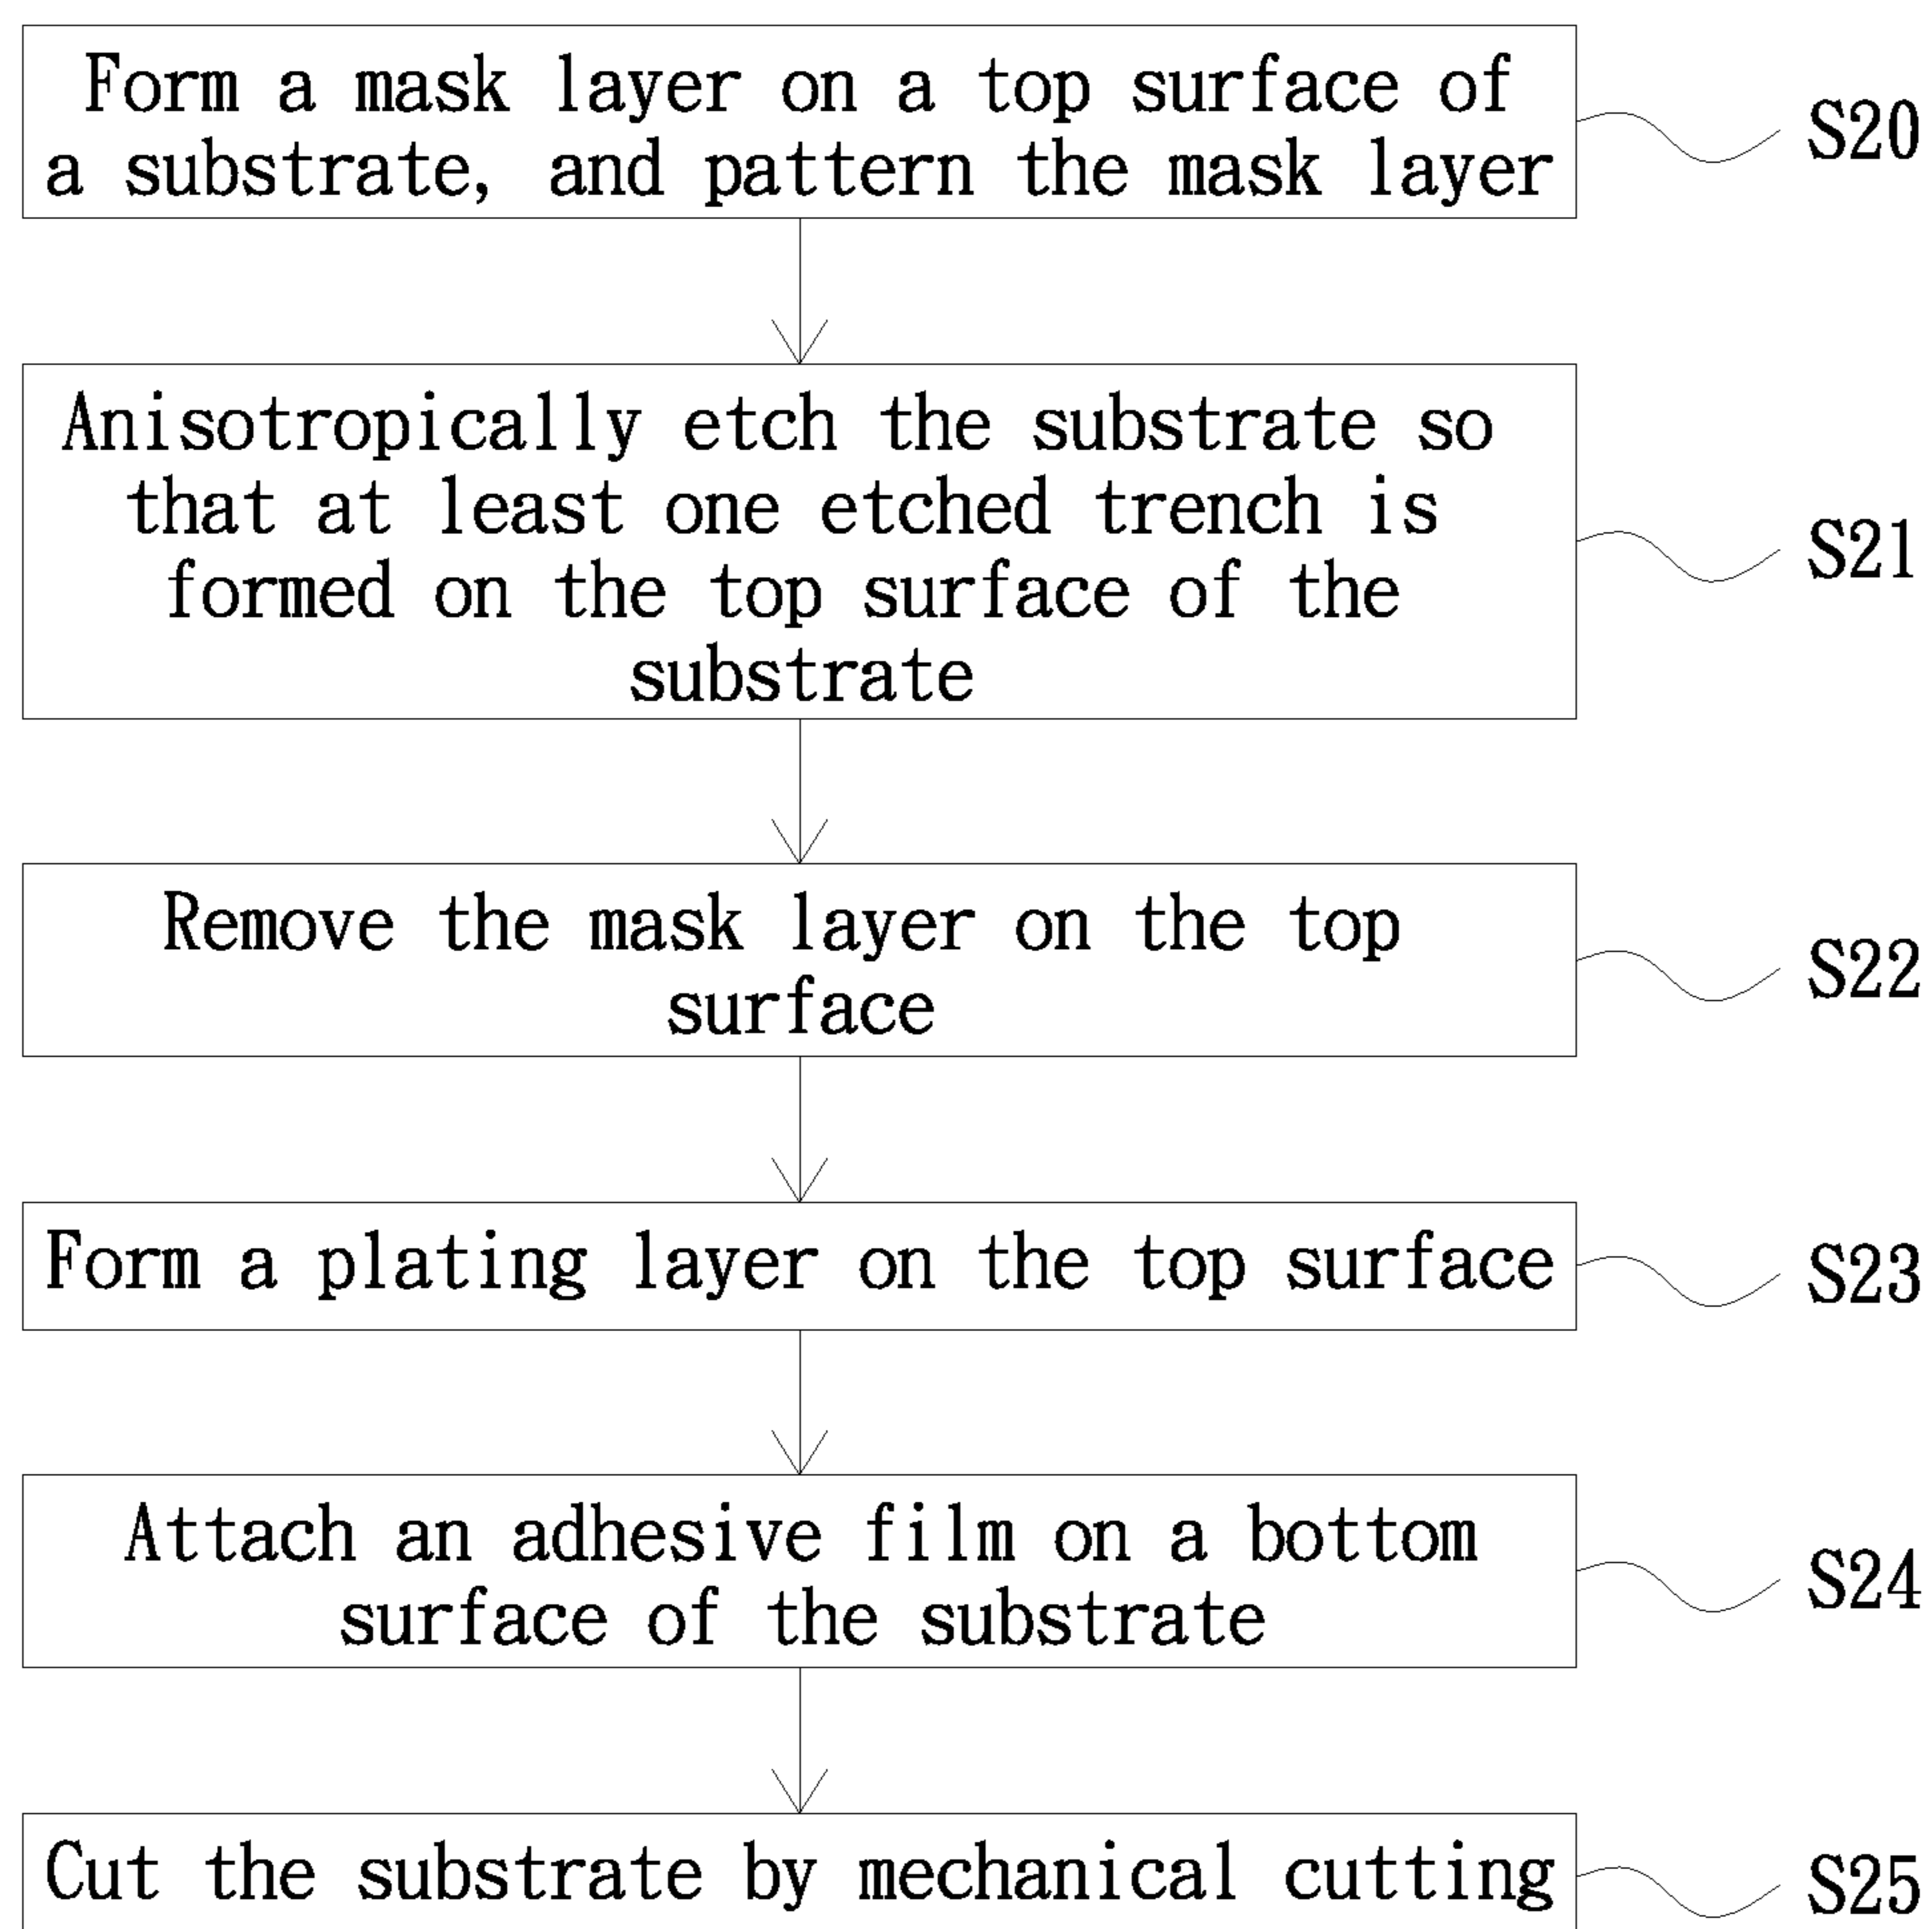 Form a mask layer on a top surface of
a substrate, and pattern the mask layer
S20
Anisotropically etch the substrate so
that at least one etched trench is
formed on the top surface of the
substrate
S21
Remove the mask layer on the top
surface
S22
Form a plating layer on the top surface
S23
Attach an adhesive film on a bottom
surface of the substrate
S24
Cut the substrate by mechanical cutting
S25